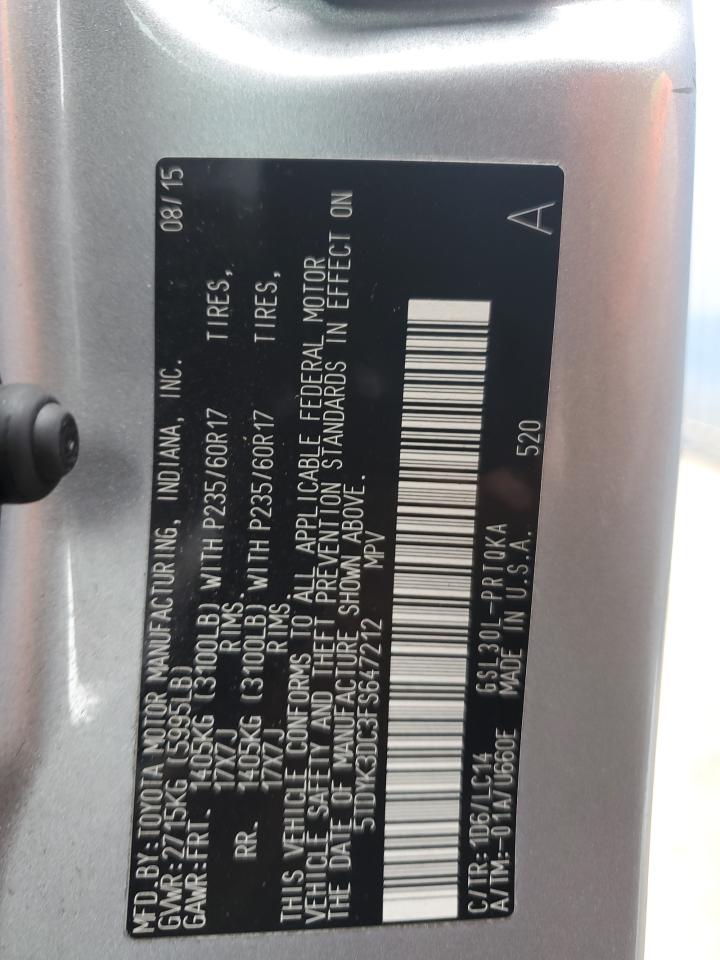 MFD.BY:TOYOTA MOTOR MANUFACTURING, INDIANA, INC. 08/15
GVWR:2715KG (5995LB)
GAWR:FRT. 1405KG (3100LB) WITH P235/60R17 TIRES,
17X7J RIMS.
RR. 1405KG (3100LB) WITH P235/60R17 TIRES,
17X7J RIMS.
THIS VEHICLE CONFORMS TO ALL APPLICABLE FEDERAL MOTOR
VEHICLE SAFETY AND THEFT PREVENTION STANDARDS IN EFFECT ON
THE DATE OF MANUFACTURE SHOWN ABOVE.
5TDYK3DC3FS647212 MPV
C/TR:1D6/LC14 GSL30L-PRTQKA
A/TM:-01A/U660E MADE IN U.S.A. 520 A